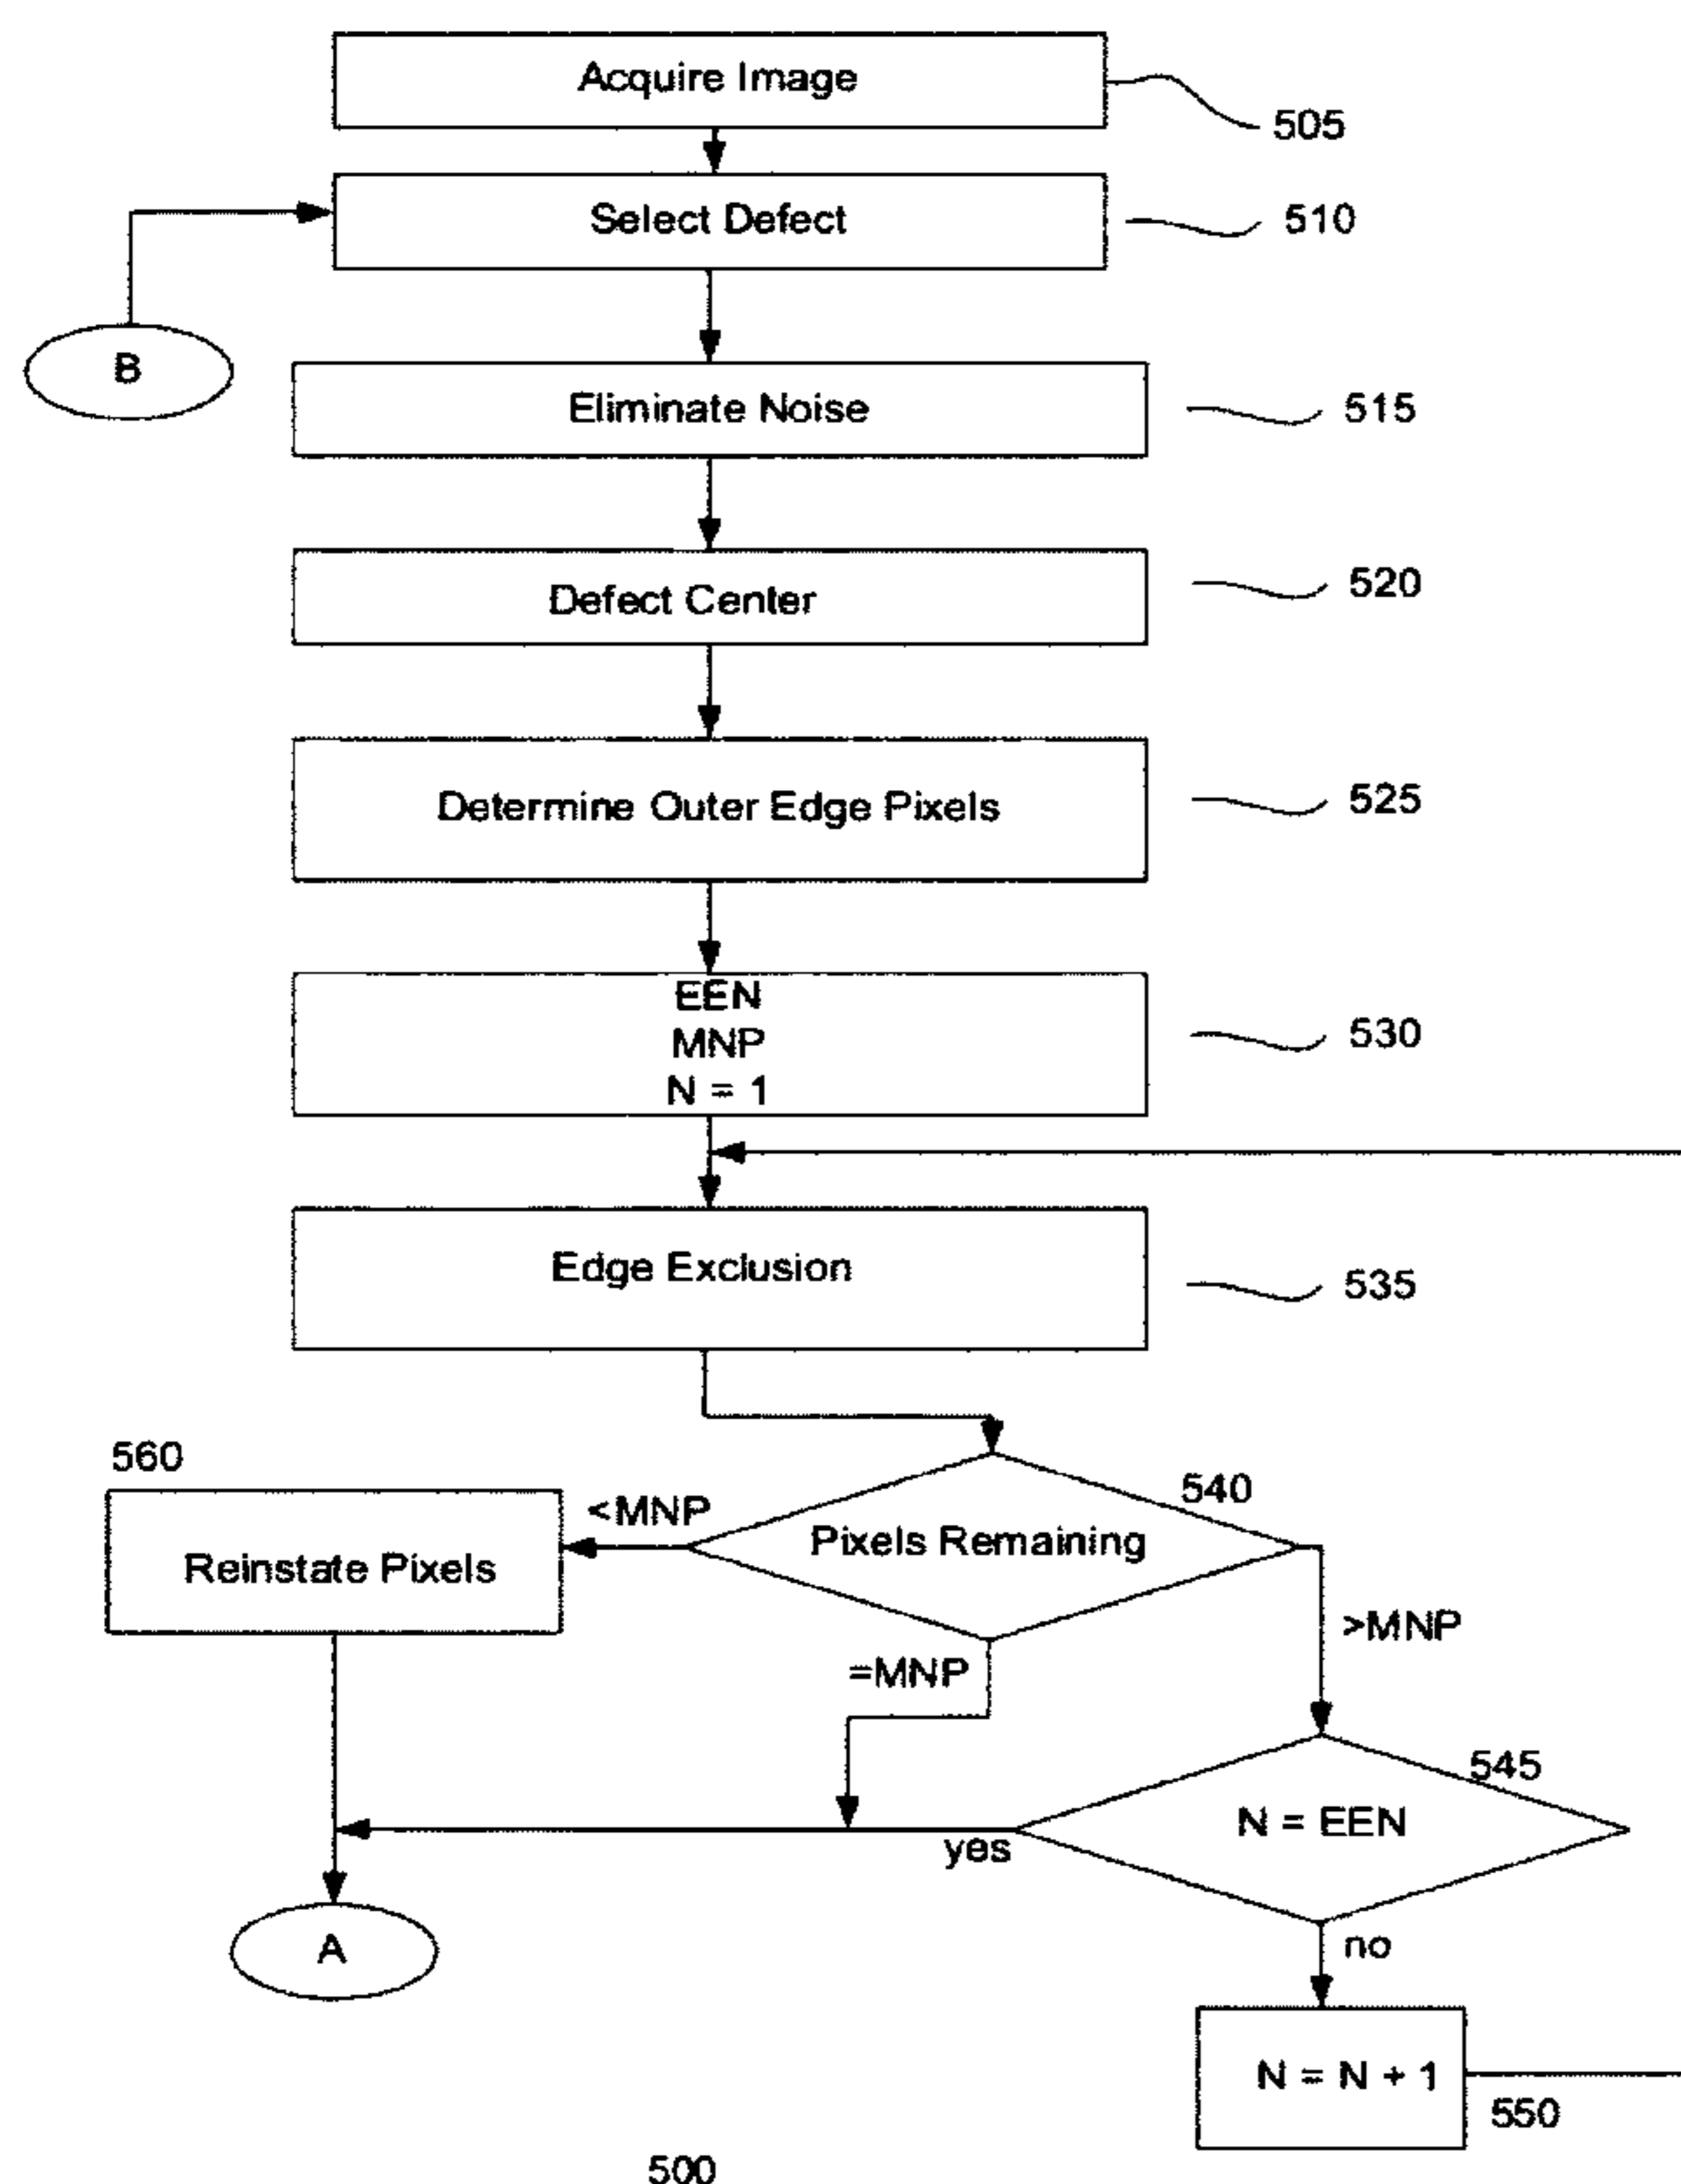 Acquire Image
505
Select Defect
510
B
Eliminate Noise
515
Defect Center
520
Determine Outer Edge Pixels
525
EEN
MNP
N = 1
530
Edge Exclusion
535
560
Reinstate Pixels
<MNP
Pixels Remaining
540
>MNP
=MNP
545
N = EEN
yes
no
A
N = N + 1
550
500